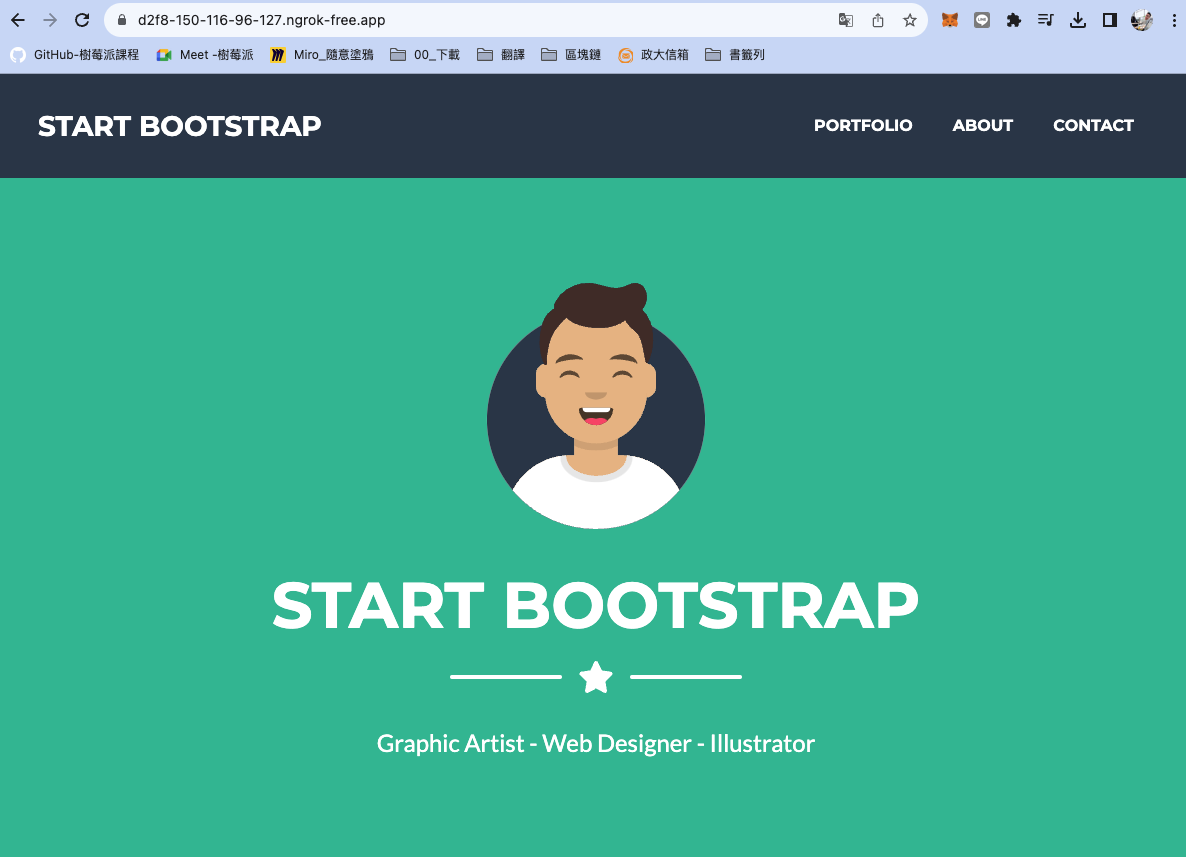 d2f8-150-116-96-127.ngrok-free.app
GitHub-樹莓派課程 Meet -樹莓派 Miro_隨意塗鴉 00_下載 翻譯 區塊鏈 政大信箱 書籤列
START BOOTSTRAP PORTFOLIO ABOUT CONTACT
START BOOTSTRAP
Graphic Artist - Web Designer - Illustrator